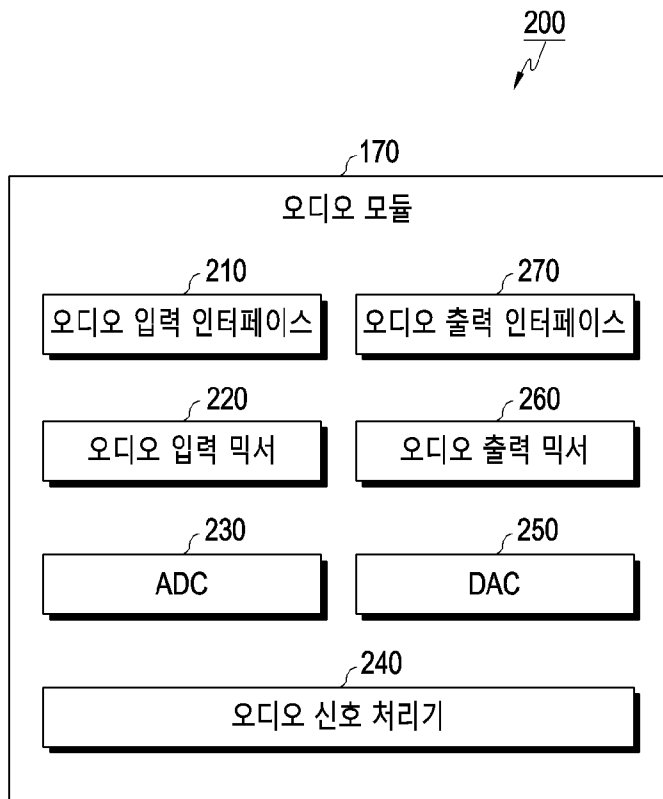 200
170
오디오 모듈
210
270
오디오 입력 인터페이스
오디오 출력 인터페이스
220
260
오디오 입력 믹서
오디오 출력 믹서
230
250
ADC
DAC
240
오디오 신호 처리기